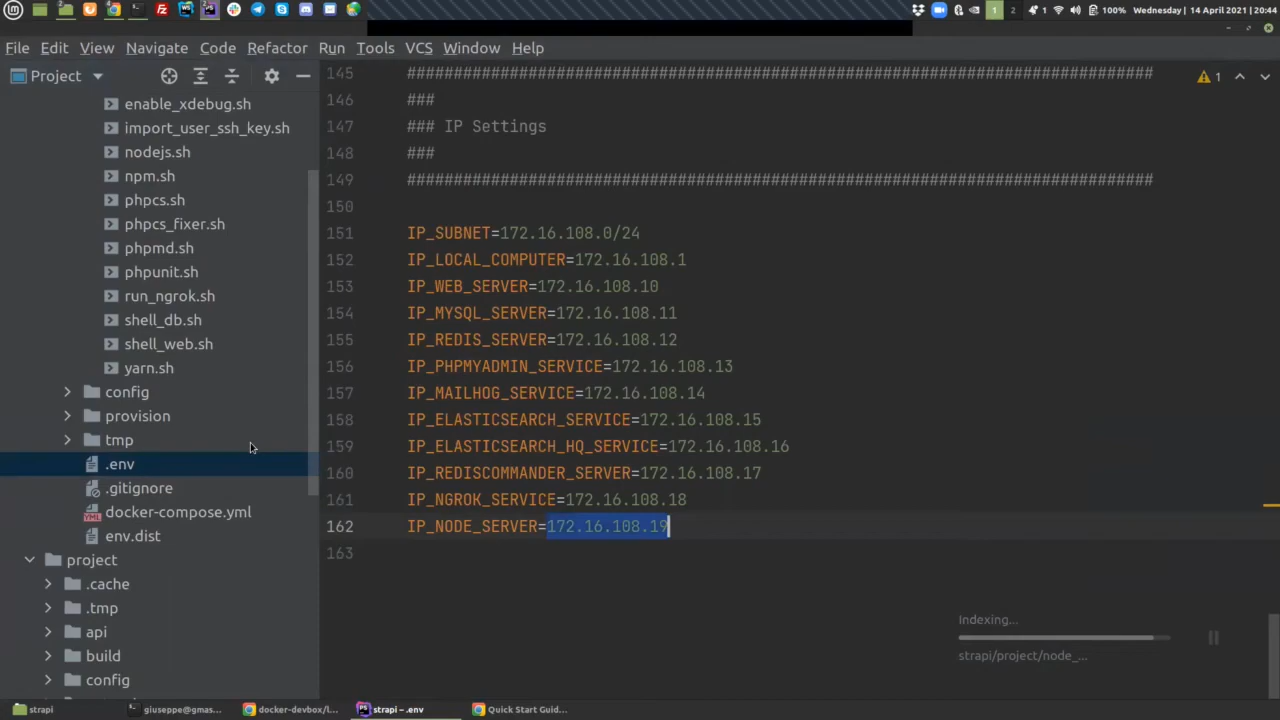 1
2
1
100%
Wednesday | 14 April 2021 | 20:44
File Edit View Navigate Code Refactor Run Tools VCS Window Help
Project
enable_xdebug.sh
import_user_ssh_key.sh
nodejs.sh
npm.sh
phpcs.sh
phpcs_fixer.sh
phpmd.sh
phpunit.sh
run_ngrok.sh
shell_db.sh
shell_web.sh
yarn.sh
config
provision
tmp
.env
.gitignore
docker-compose.yml
env.dist
project
.cache
.tmp
api
build
config
145 ################################################################################
146 ###
147 ### IP Settings
148 ###
149 ################################################################################
150
151 IP_SUBNET=172.16.108.0/24
152 IP_LOCAL_COMPUTER=172.16.108.1
153 IP_WEB_SERVER=172.16.108.10
154 IP_MYSQL_SERVER=172.16.108.11
155 IP_REDIS_SERVER=172.16.108.12
156 IP_PHPMYADMIN_SERVICE=172.16.108.13
157 IP_MAILHOG_SERVICE=172.16.108.14
158 IP_ELASTICSEARCH_SERVICE=172.16.108.15
159 IP_ELASTICSEARCH_HQ_SERVICE=172.16.108.16
160 IP_REDISCOMMANDER_SERVER=172.16.108.17
161 IP_NGROK_SERVICE=172.16.108.18
162 IP_NODE_SERVER=172.16.108.19
163
1
Indexing...
strapi/project/node_...
strapi
giuseppe@gmas...
docker-devbox/l...
strapi – .env
Quick Start Guid...